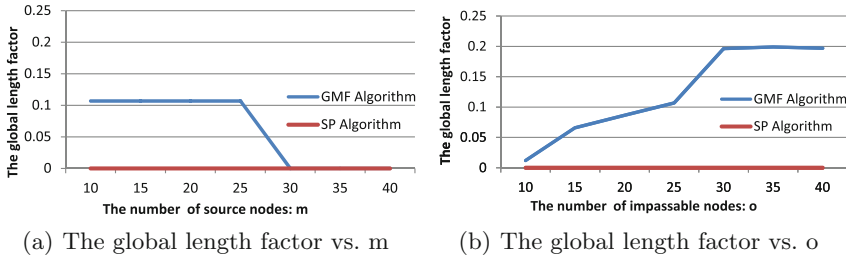 The global length factor
0.25
0.2
0.15
0.1
0.05
0
GMF Algorithm
SP Algorithm
10 15 20 25 30 35 40
The number of source nodes: m
(a) The global length factor vs. m
The global length factor
0.25
0.2
0.15
0.1
0.05
0
GMF Algorithm
SP Algorithm
10 15 20 25 30 35 40
The number of impassable nodes: o
(b) The global length factor vs. o